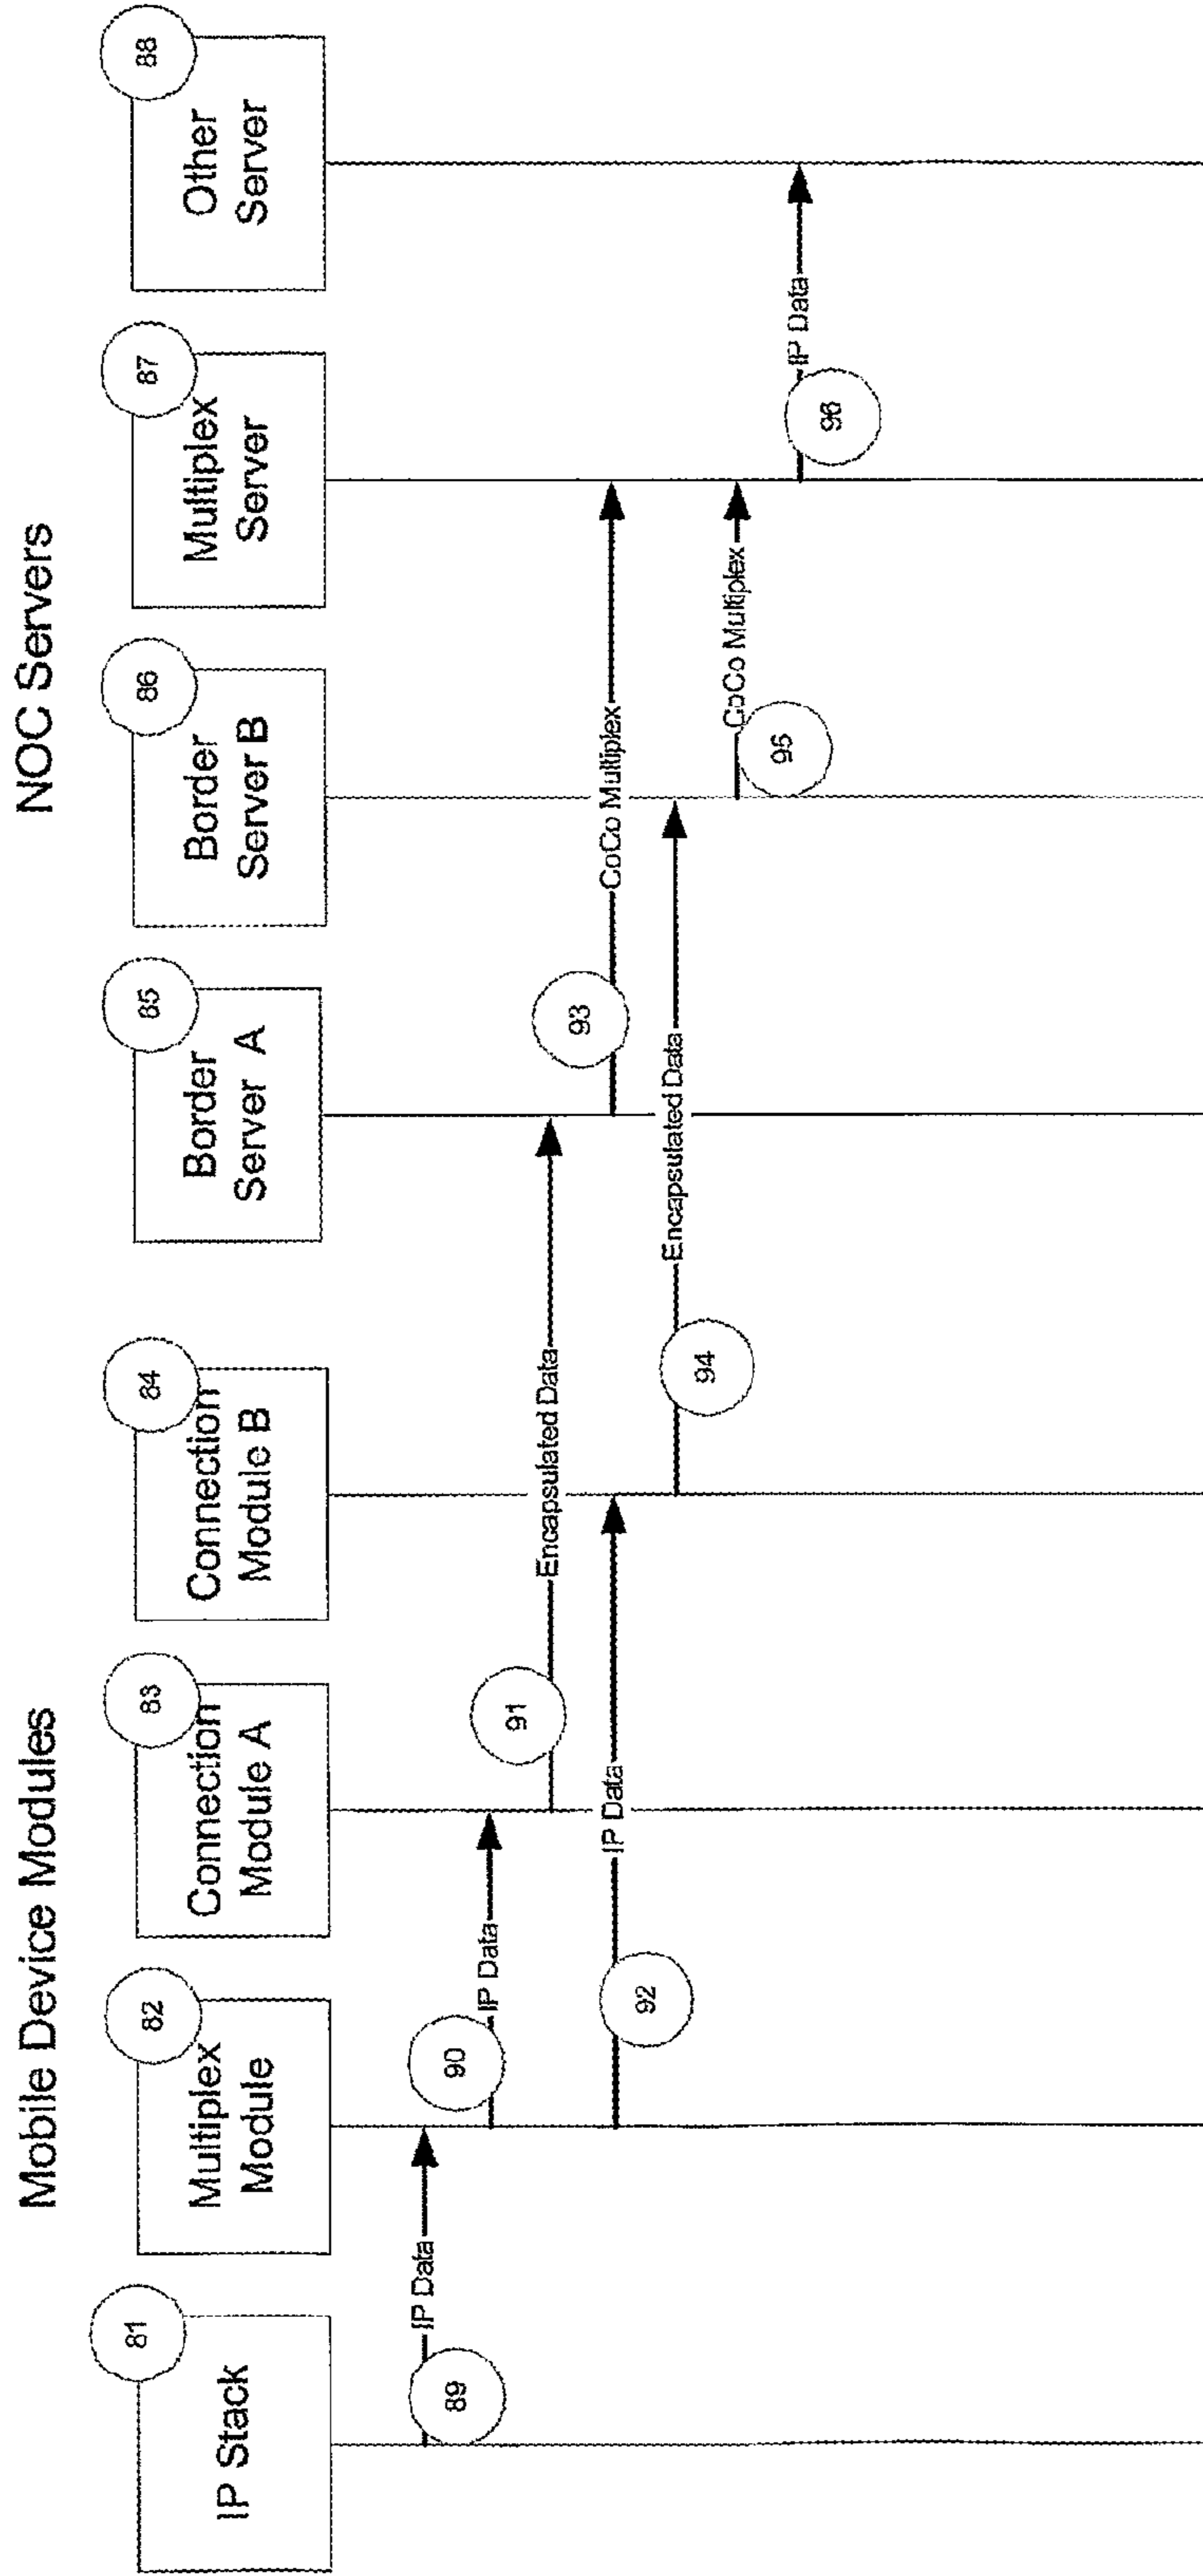 Mobile Device Modules
NOC Servers
81
IP Stack
82
Multiplex
Module
83
Connection
Module A
84
Connection
Module B
85
Border
Server A
86
Border
Server B
87
Multiplex
Server
88
Other
Server
89
IP Data
90
IP Data
91
Encapsulated Data
92
IP Data
93
CoCo Multiplex
94
Encapsulated Data
95
CoCo Multiplex
96
IP Data